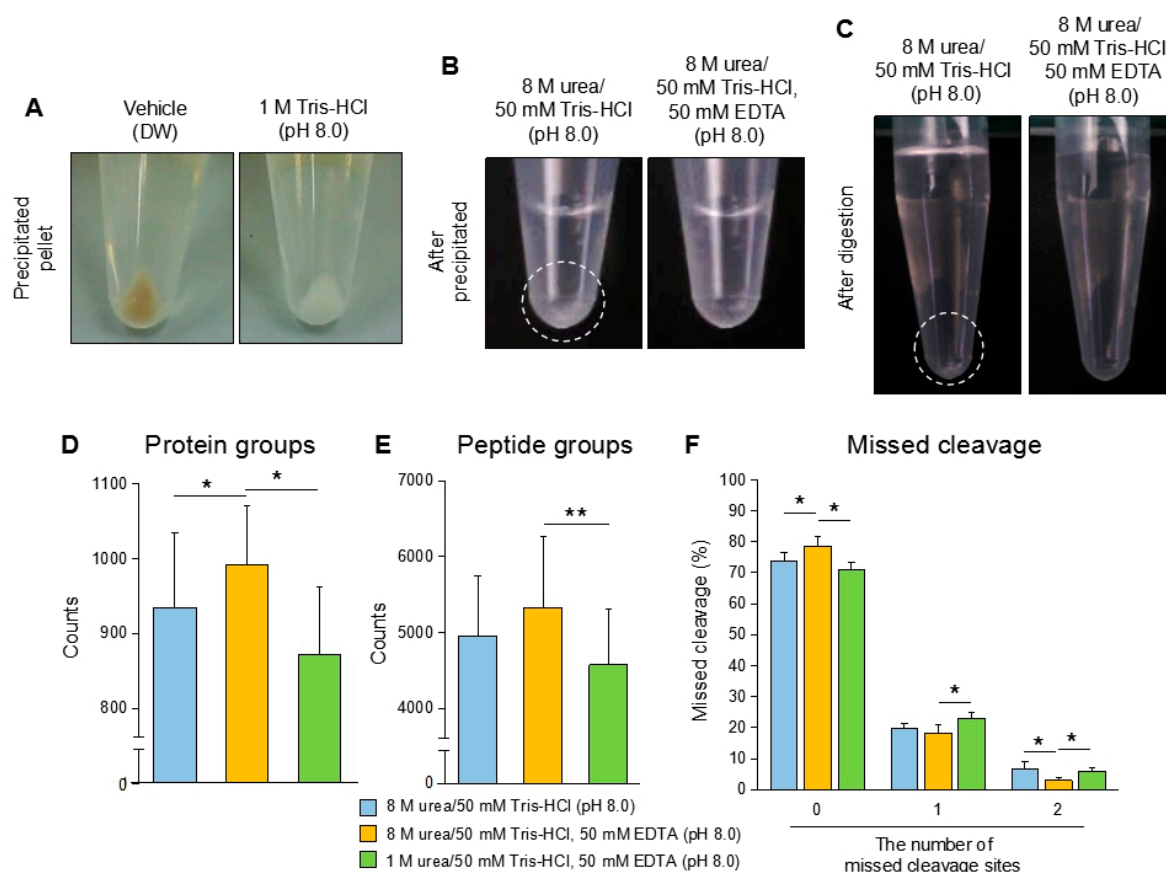 A
Vehicle
(DW)
1 M Tris-HCl
(pH 8.0)
Precipitated
pellet
B
8 M urea/
50 mM Tris-HCl
(pH 8.0)
8 M urea/
50 mM Tris-HCl,
50 mM EDTA
(pH 8.0)
After
precipitated
C
8 M urea/
50 mM Tris-HCl
(pH 8.0)
8 M urea/
50 mM Tris-HCl
50 mM EDTA
(pH 8.0)
After digestion
D
Protein groups
Counts
1100
1000
900
800
0
*
*
E
Peptide groups
Counts
7000
6000
5000
4000
0
**
F
Missed cleavage
Missed cleavage (%)
100
90
80
70
60
50
40
30
20
10
0
*
*
*
*
*
0
1
2
The number of
missed cleavage sites
8 M urea/50 mM Tris-HCl (pH 8.0)
8 M urea/50 mM Tris-HCl, 50 mM EDTA (pH 8.0)
1 M urea/50 mM Tris-HCl, 50 mM EDTA (pH 8.0)